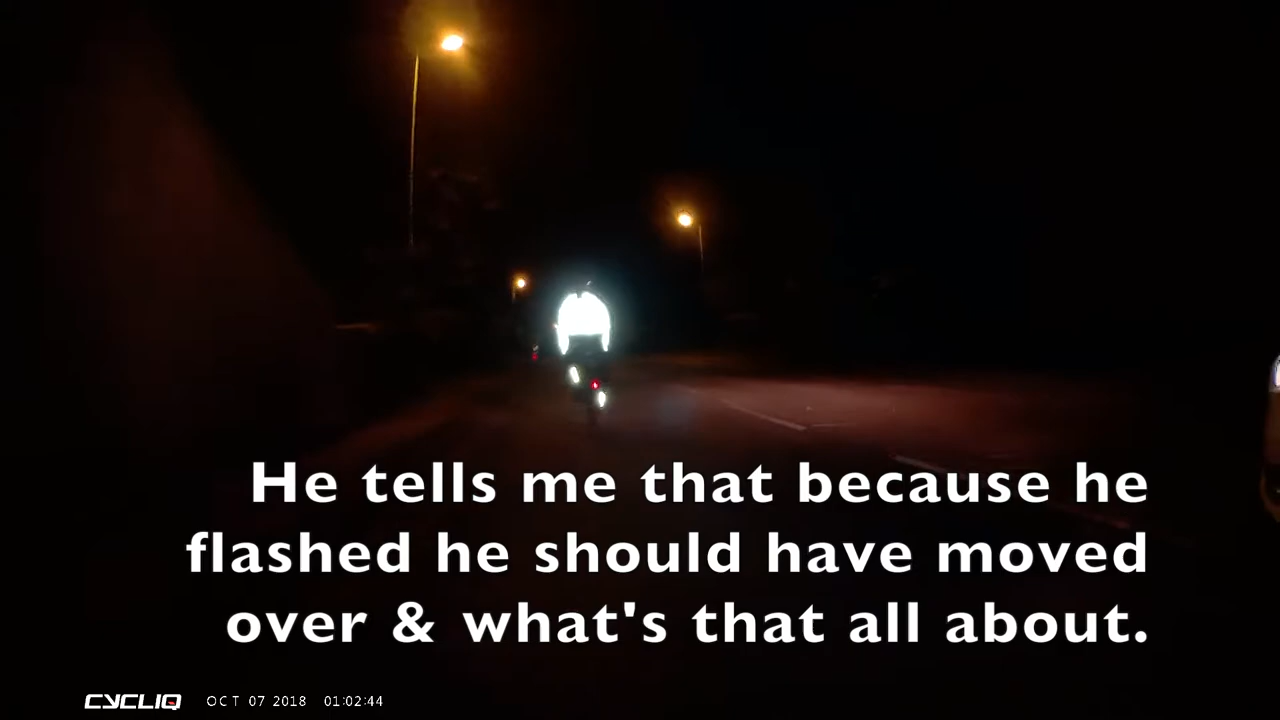 He tells me that because he
flashed he should have moved
over & what's that all about.
CYCLIQ OCT 07 2018 01:02:44